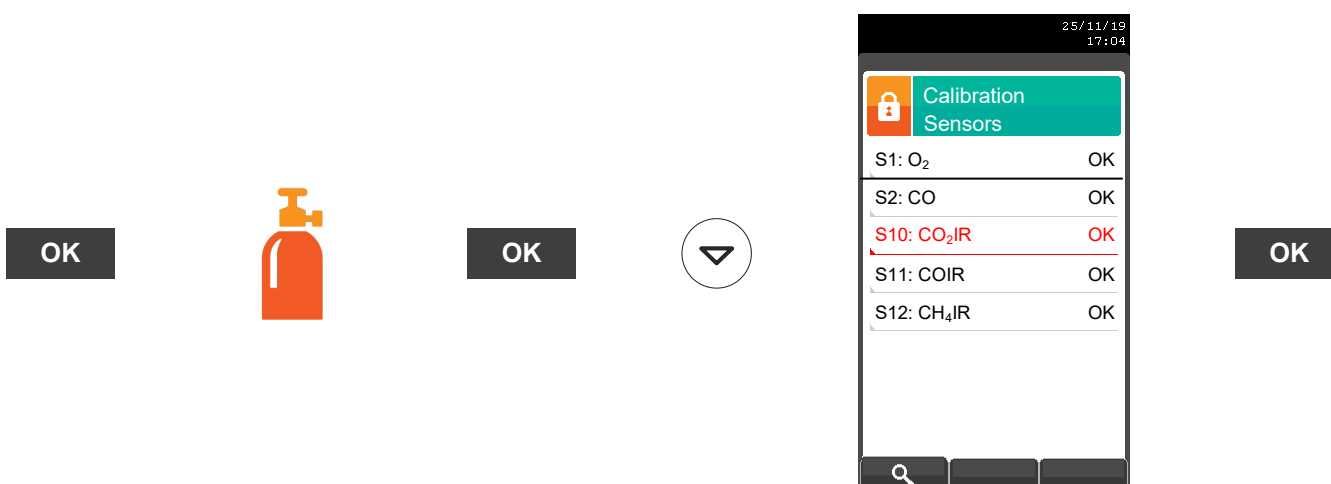 25/11/19
17:04
Calibration
Sensors
S1: O₂ OK
S2: CO OK
OK
OK
S10: CO₂IR OK
OK
S11: COIR OK
S12: CH₄IR OK